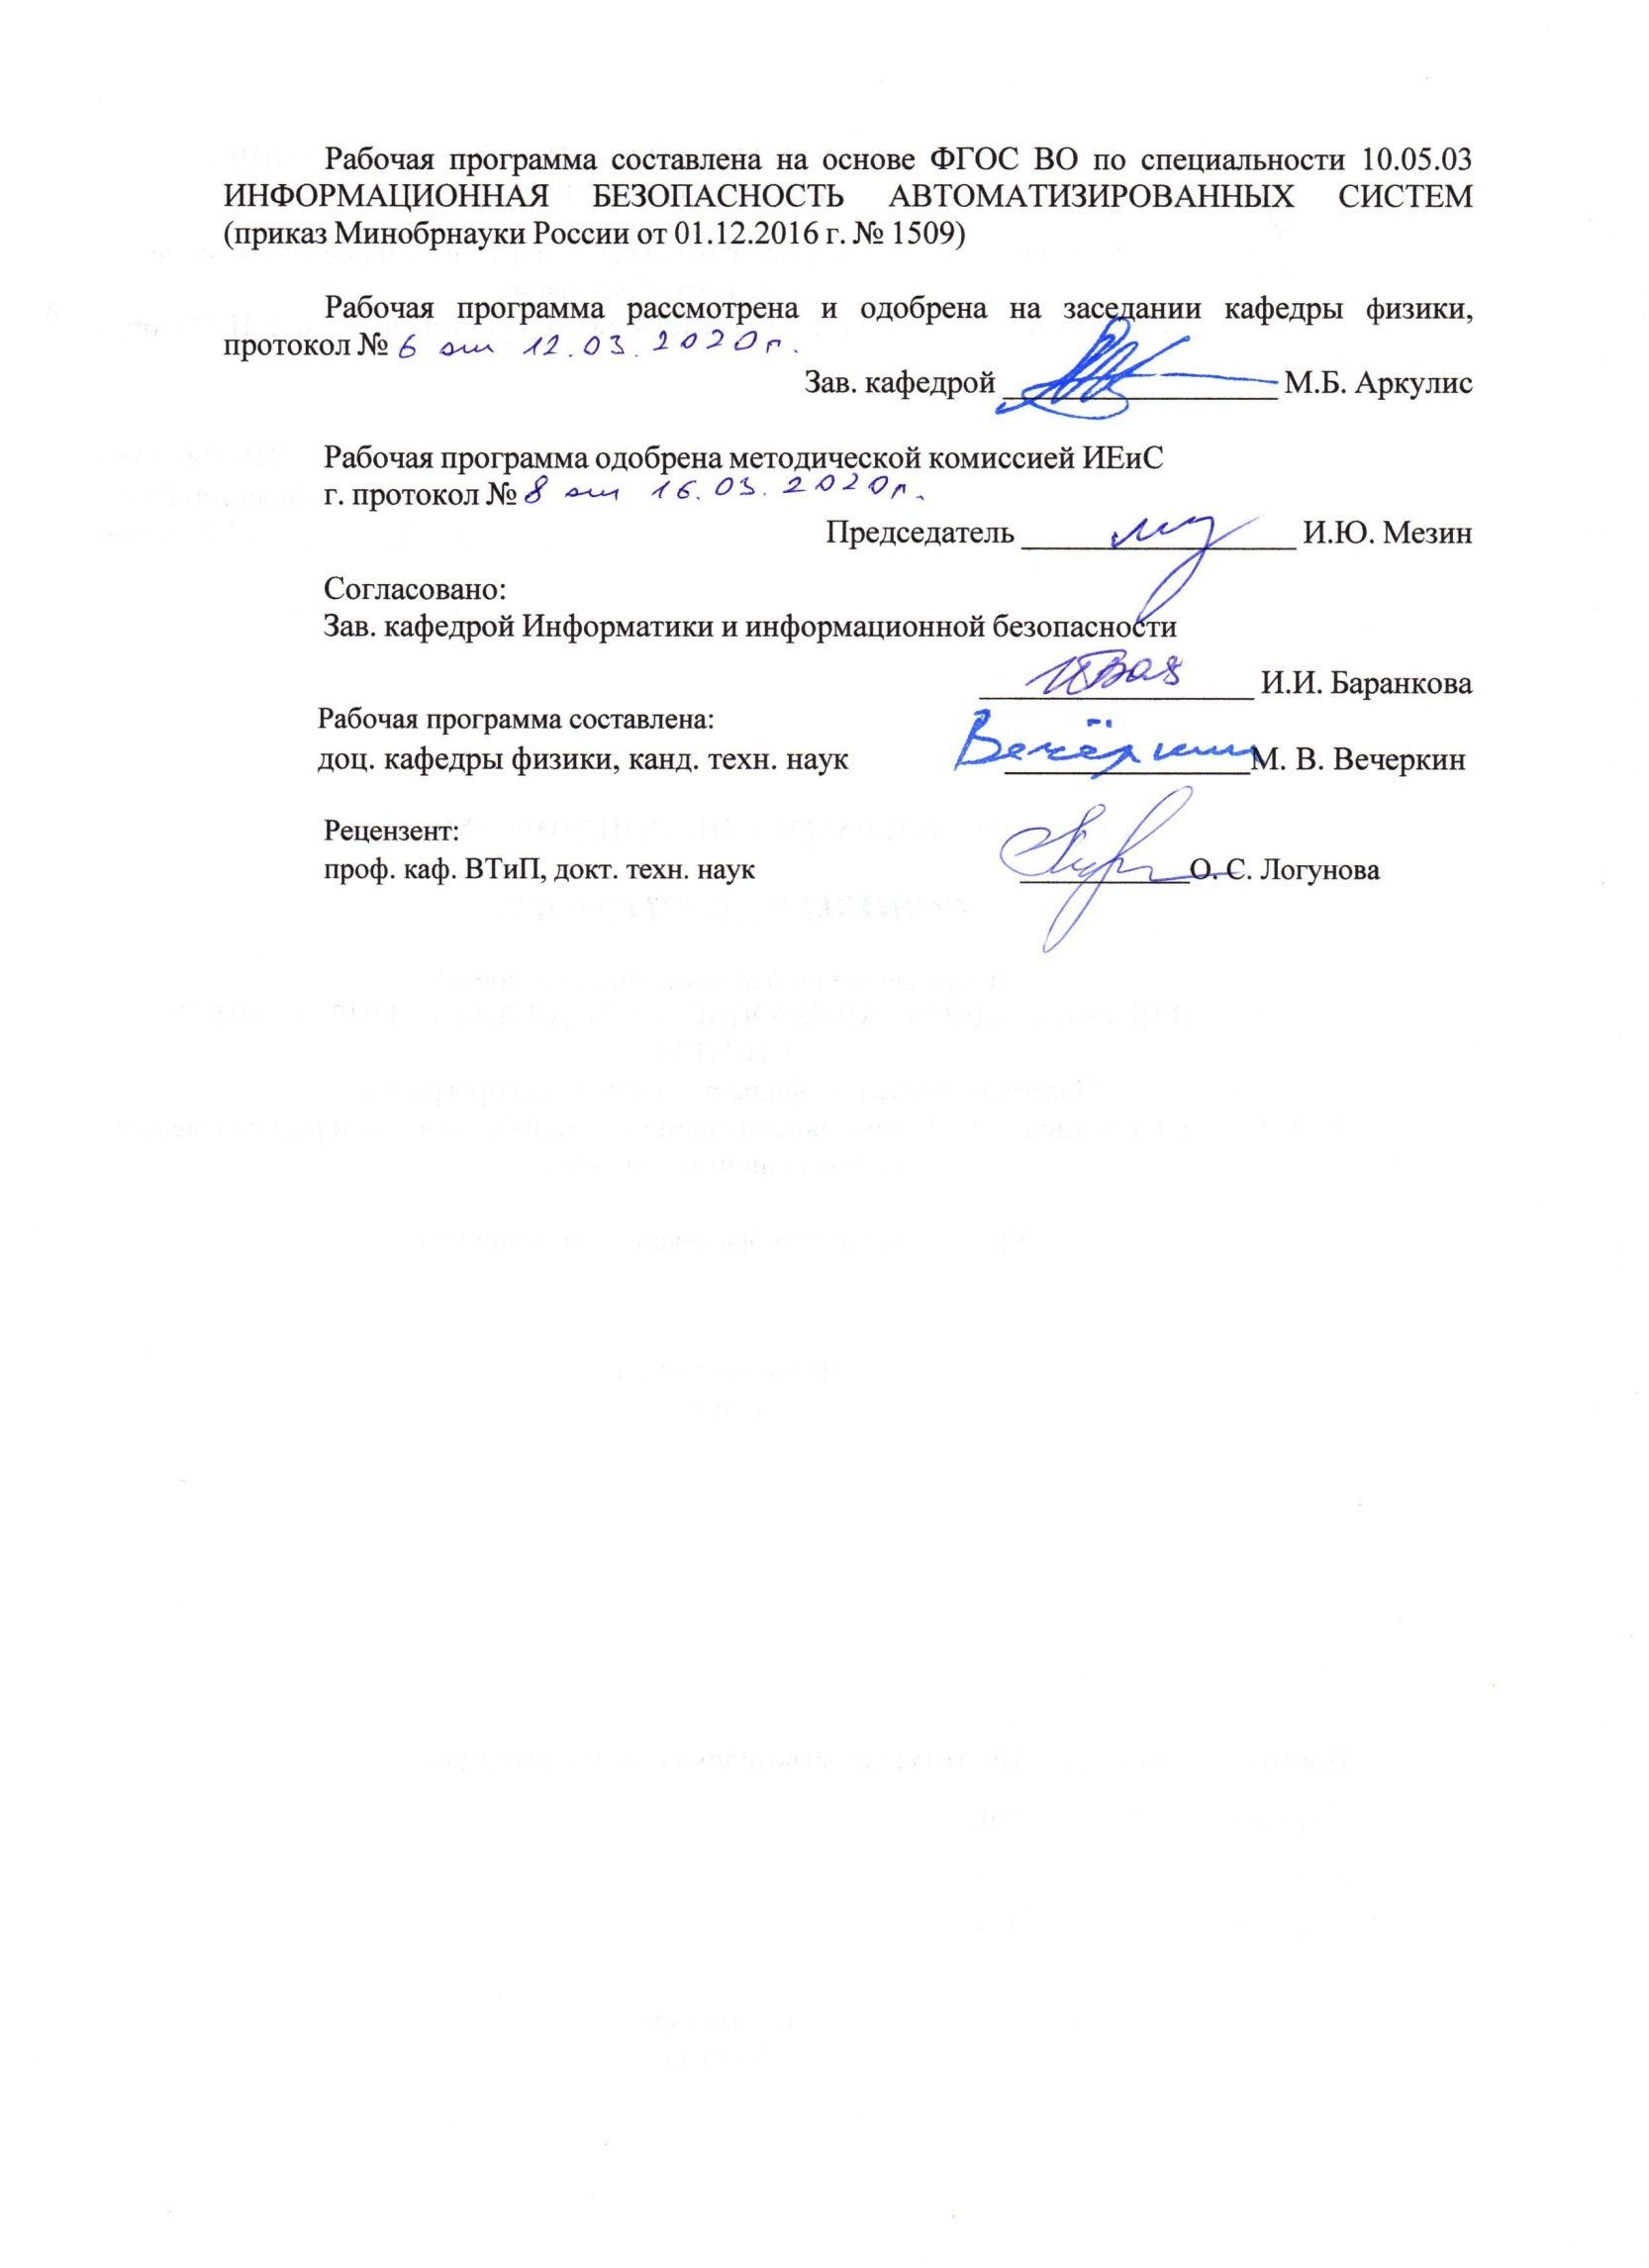 Рабочая программа составлена на основе ФГОС ВО по специальности 10.05.03
ИНФОРМАЦИОННАЯ БЕЗОПАСНОСТЬ АВТОМАТИЗИРОВАННЫХ СИСТЕМ
(приказ Минобрнауки России от 01.12.2016 г. № 1509)
Рабочая программа рассмотрена и одобрена на заседании кафедры физики,
протокол № 6 от 12.03.2020г.
Зав. кафедрой М.Б. Аркулис
Рабочая программа одобрена методической комиссией ИЕиС
г. протокол № 8 от 16.03.2020г.
Председатель И.Ю. Мезин
Согласовано:
Зав. кафедрой Информатики и информационной безопасности
И.И. Баранкова
Рабочая программа составлена:
доц. кафедры физики, канд. техн. наук Вечёркин М. В. Вечеркин
Рецензент:
проф. каф. ВТиП, докт. техн. наук О. С. Логунова